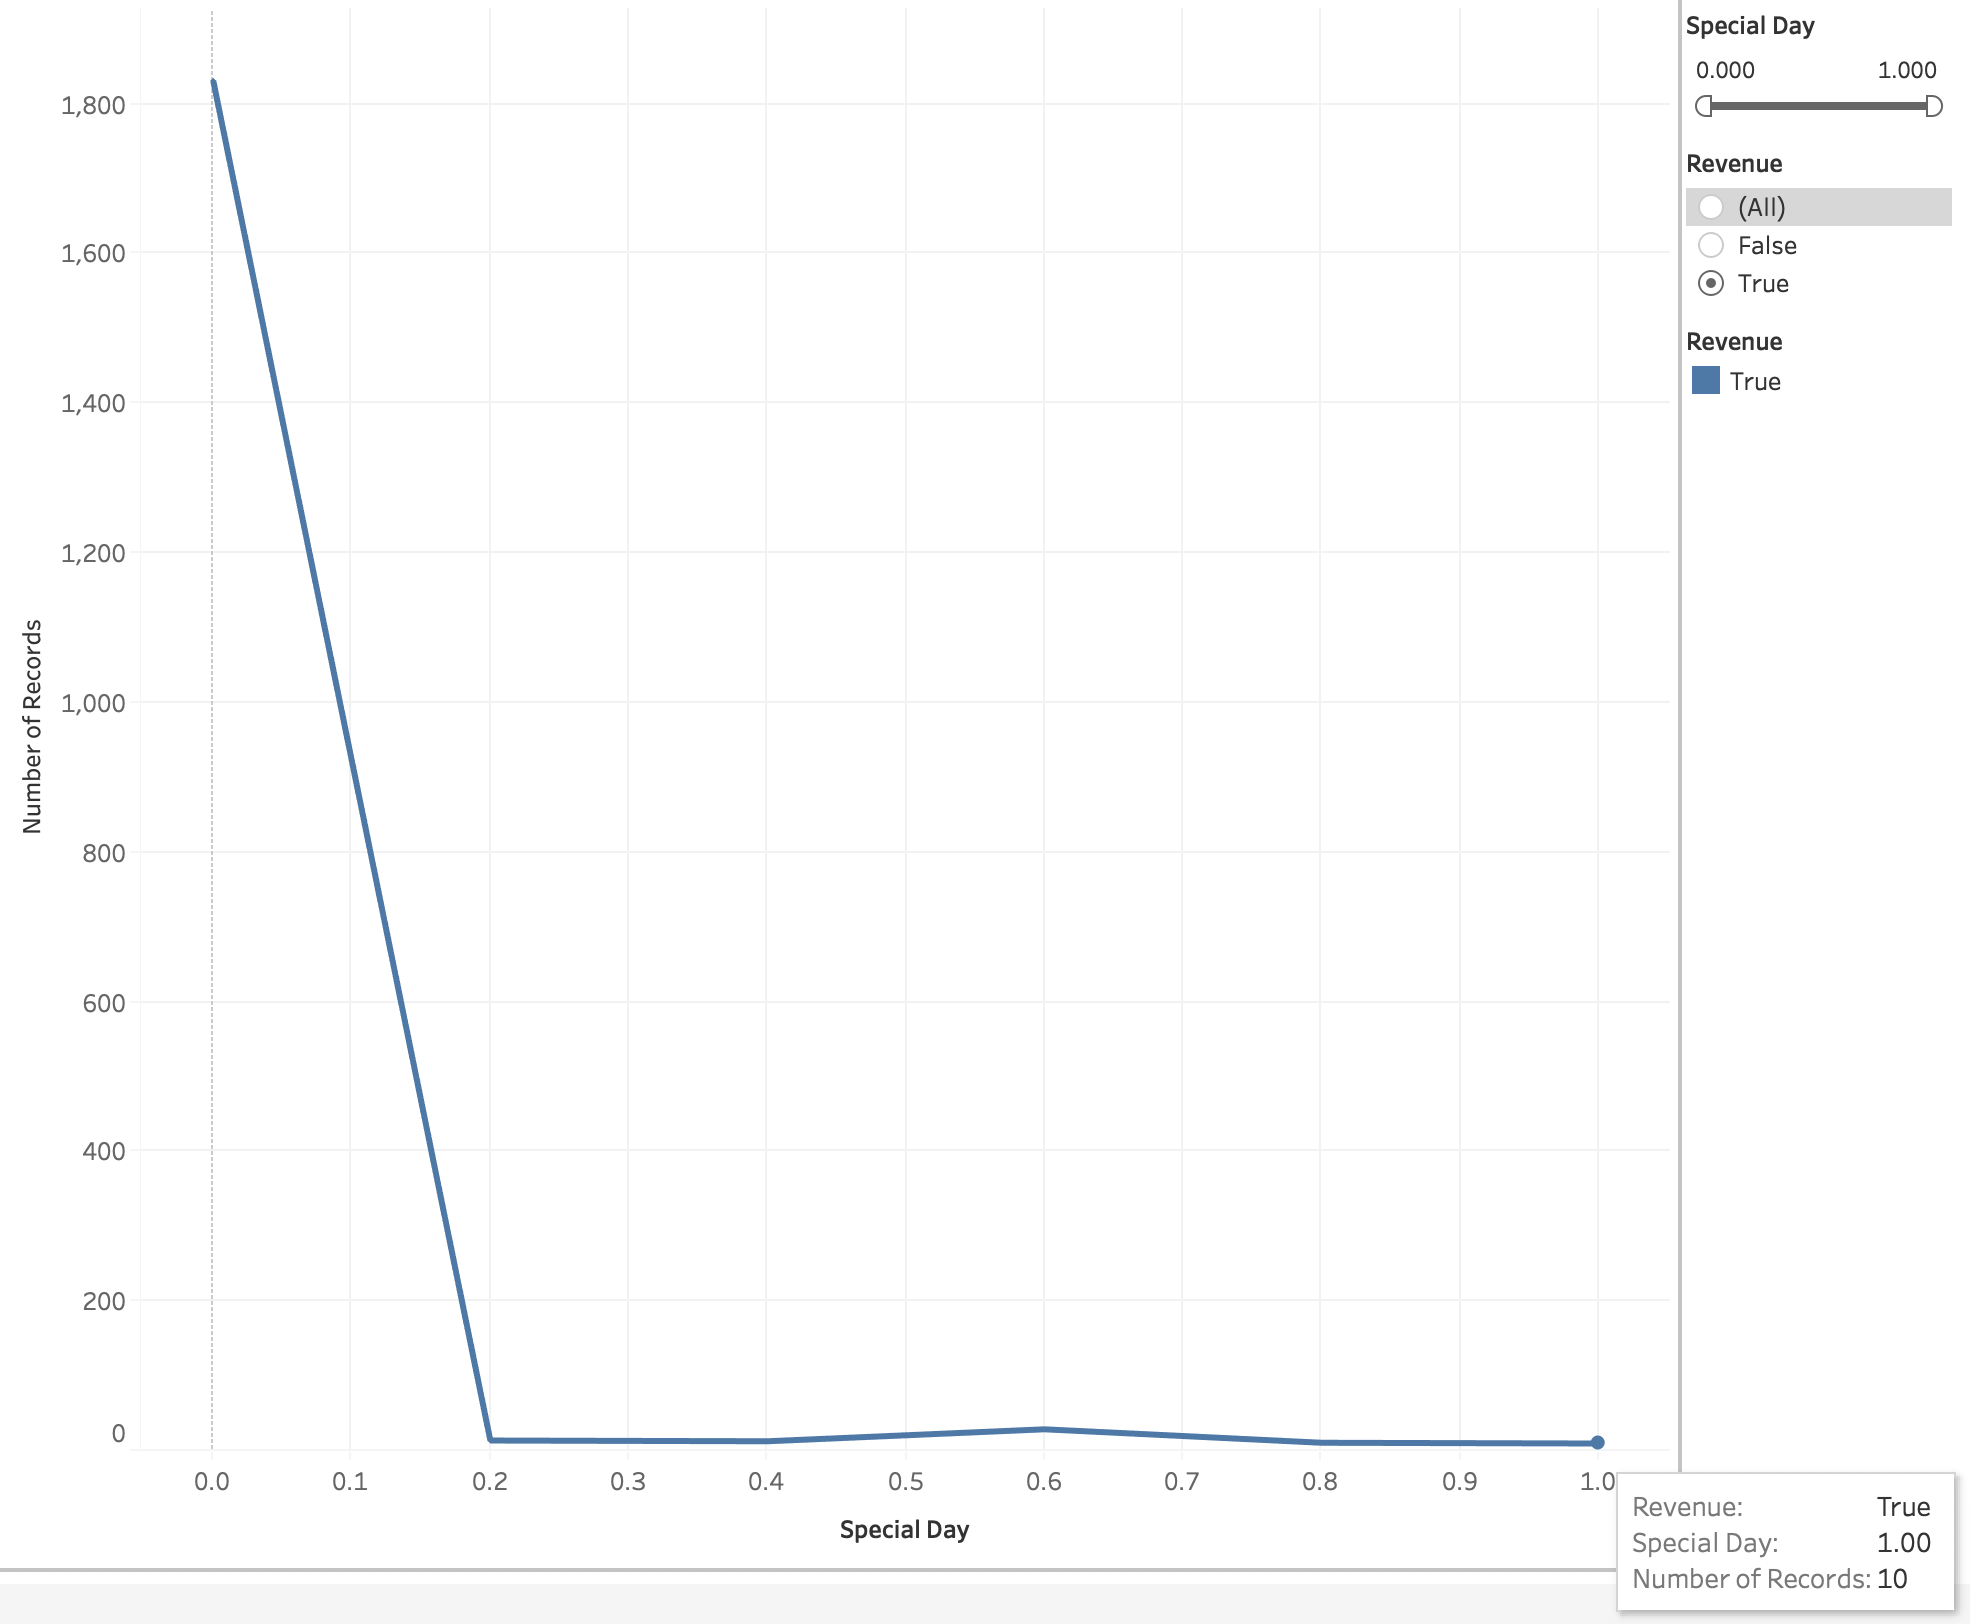 1,800
1,600
1,400
1,200
1,000
800
600
400
200
0
Number of Records
0.0 0.1 0.2 0.3 0.4 0.5 0.6 0.7 0.8 0.9 1.0
Special Day
Special Day
0.000 1.000
Revenue
(All)
False
True
Revenue
True
Revenue: True
Special Day: 1.00
Number of Records: 10